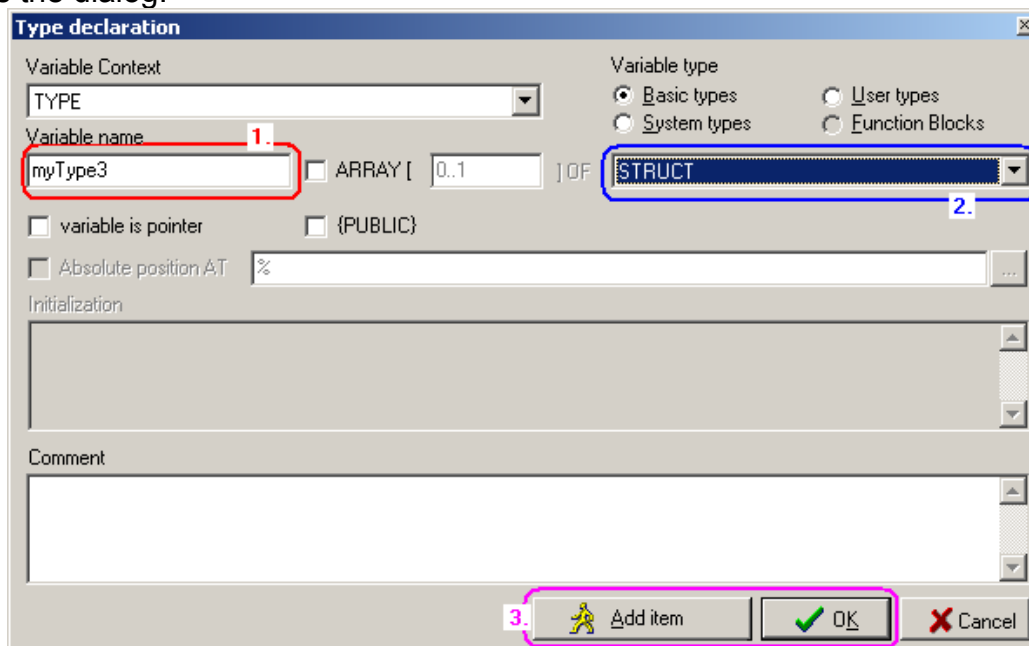 the dialog.
Type declaration
Variable Context
Variable type
TYPE
Basic types
User types
System types
Function Blocks
Variable name
1.
myType3
ARRAY [
0..1
] OF
STRUCT
2.
variable is pointer
{PUBLIC}
Absolute position AT
%
...
Initialization
Comment
3.
Add item
OK
Cancel